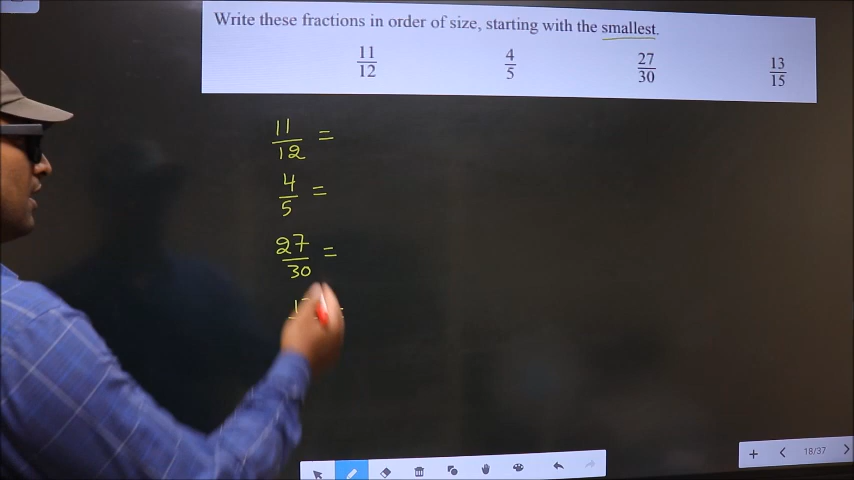 Write these fractions in order of size, starting with the smallest.
11/12 4/5 27/30 13/15
11/12 =
4/5 =
27/30 =
18/37